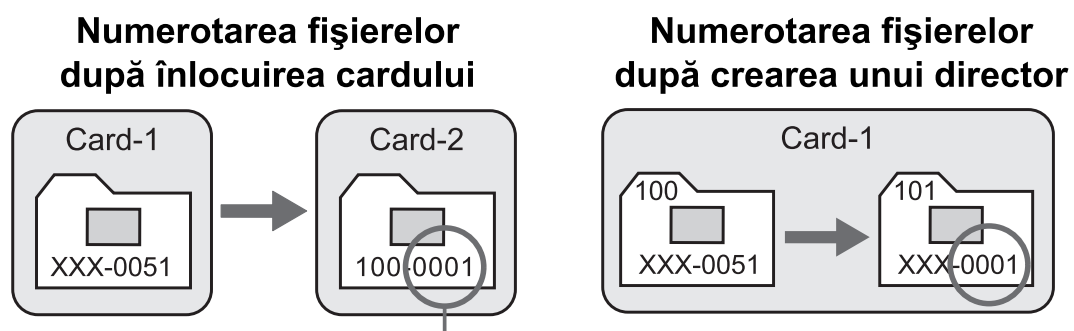 Numerotarea fişierelor
după înlocuirea cardului
Card-1
XXX-0051
Card-2
100-0001
Numerotarea fişierelor
după crearea unui director
Card-1
100
XXX-0051
101
XXX-0001